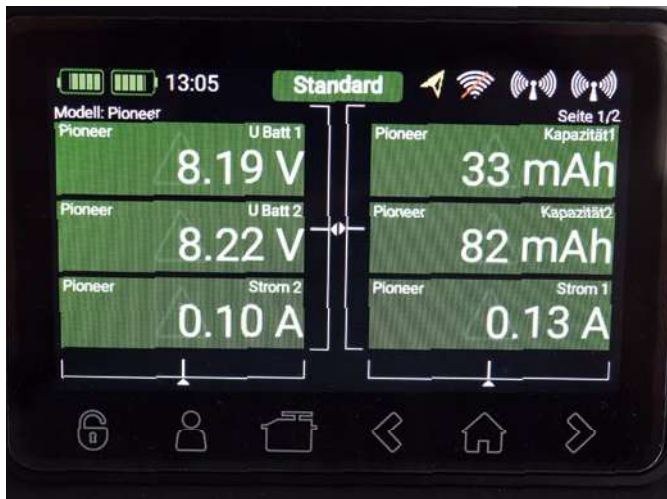 13:05 Standard
Modell: Pioneer Seite 1/2
Pioneer U Batt 1
8.19 V
Pioneer Kapazität1
33 mAh
Pioneer U Batt 2
8.22 V
Pioneer Kapazität2
82 mAh
Pioneer Strom 2
0.10 A
Pioneer Strom 1
0.13 A